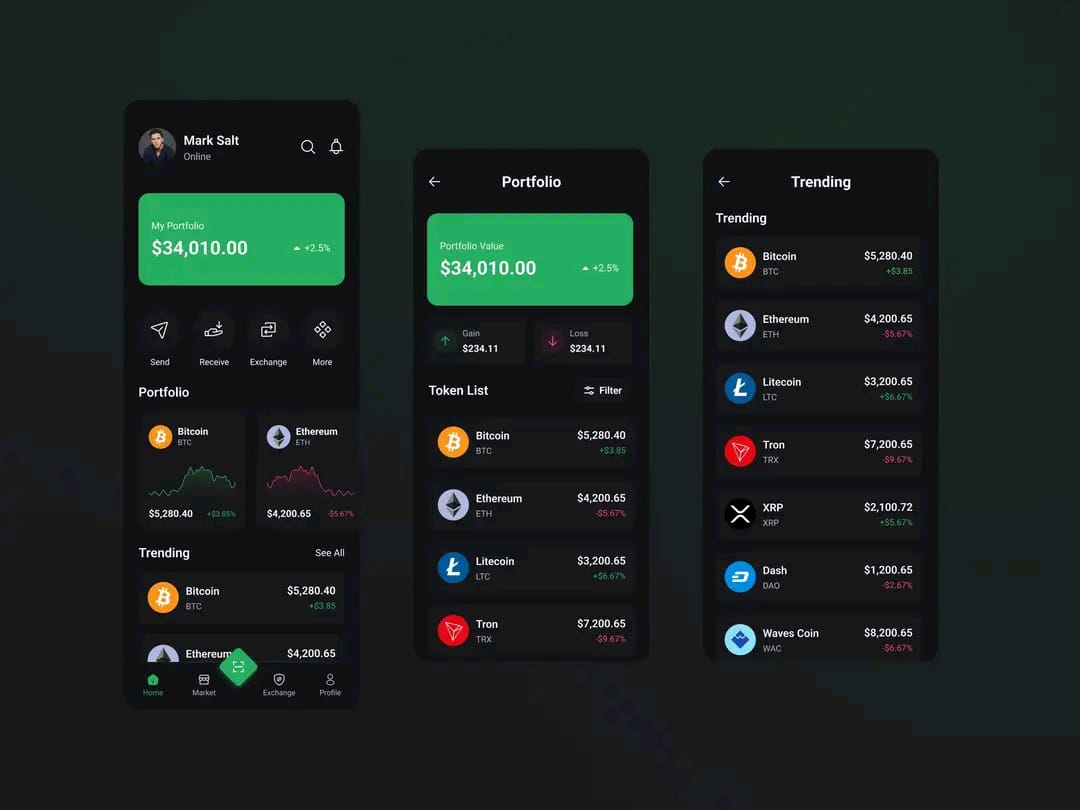 Mark Salt
Online
My Portfolio
$34,010.00
+2.5%
Send
Receive
Exchange
More
Portfolio
Bitcoin
BTC
$5,280.40
+3.85%
Ethereum
ETH
$4,200.65
-5.67%
Trending
See All
Bitcoin
$5,280.40
BTC
+$3.85
Ethereum
$4,200.65
Home
Market
Exchange
Profile
Portfolio
Portfolio Value
$34,010.00
+2.5%
Gain
$234.11
Loss
$234.11
Token List
Filter
Bitcoin
$5,280.40
BTC
+$3.85
Ethereum
$4,200.65
ETH
-$5.67%
Litecoin
$3,200.65
LTC
+$6.67%
Tron
$7,200.65
TRX
-$9.67%
Trending
Trending
Bitcoin
$5,280.40
BTC
+$3.85
Ethereum
$4,200.65
ETH
-$5.67%
Litecoin
$3,200.65
LTC
+$6.67%
Tron
$7,200.65
TRX
-$9.67%
XRP
$2,100.72
XRP
+$5.67%
Dash
$1,200.65
DAO
-$2.67%
Waves Coin
$8,200.65
WAC
-$6.67%